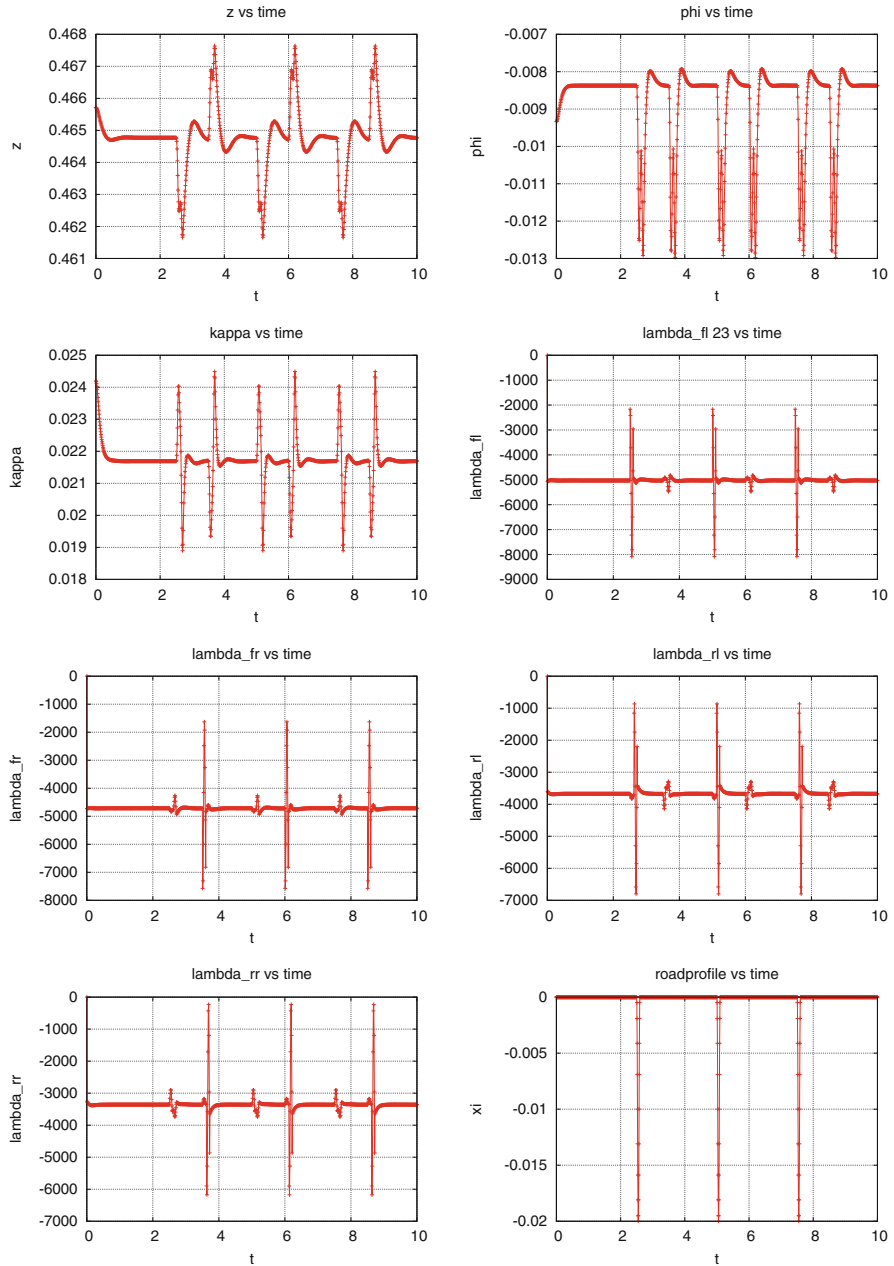 z vs time
0.468
0.467
0.466
0.465
0.464
0.463
0.462
0.461
z
0 2 4 6 8 10
t
phi vs time
-0.007
-0.008
-0.009
-0.01
-0.011
-0.012
-0.013
phi
0 2 4 6 8 10
t
kappa vs time
0.025
0.024
0.023
0.022
0.021
0.02
0.019
0.018
kappa
0 2 4 6 8 10
t
lambda_fl 23 vs time
0
-1000
-2000
-3000
-4000
-5000
-6000
-7000
-8000
-9000
lambda_fl
0 2 4 6 8 10
t
lambda_fr vs time
0
-1000
-2000
-3000
-4000
-5000
-6000
-7000
-8000
lambda_fr
0 2 4 6 8 10
t
lambda_rl vs time
0
-1000
-2000
-3000
-4000
-5000
-6000
-7000
lambda_rl
0 2 4 6 8 10
t
lambda_rr vs time
0
-1000
-2000
-3000
-4000
-5000
-6000
-7000
lambda_rr
0 2 4 6 8 10
t
roadprofile vs time
0
-0.005
-0.01
-0.015
-0.02
xi
0 2 4 6 8 10
t